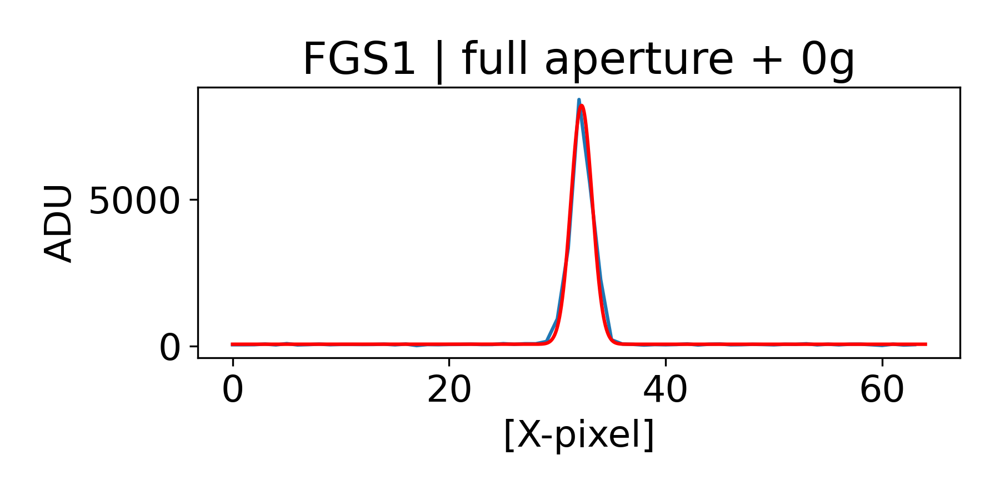 FGS1 | full aperture + 0g
ADU
5000
0
0 20 40 60
[X-pixel]